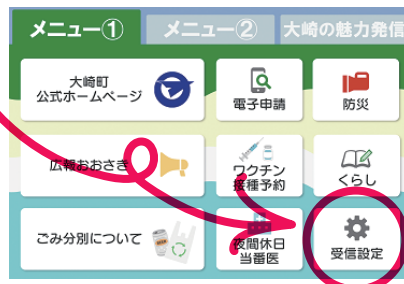 メニュー①
メニュー②
大崎の魅力発信
大崎町
公式ホームページ
電子申請
防災
広報おおさき
ワクチン
接種予約
くらし
ごみ分別について
夜間休日
当番医
受信設定